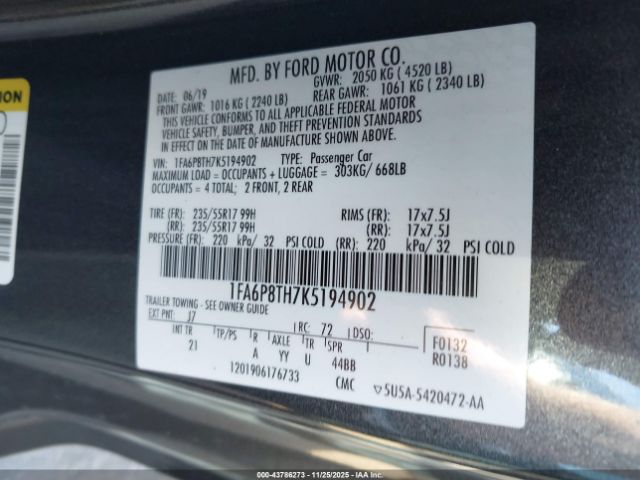 MFD. BY FORD MOTOR CO.
06/19 GVWR: 2050 KG ( 4520 LB)
FRONT GAWR: 1016 KG ( 2240 LB) REAR GAWR: 1061 KG ( 2340 LB)
THIS VEHICLE CONFORMS TO ALL APPLICABLE FEDERAL MOTOR
VEHICLE SAFETY, BUMPER, AND THEFT PREVENTION STANDARDS
IN EFFECT ON THE DATE OF MANUFACTURE SHOWN ABOVE.
VIN: 1FA6P8TH7K5194902 TYPE: Passenger Car
MAXIMUM LOAD = OCCUPANTS + LUGGAGE = 303KG/ 668LB
OCCUPANTS = 4 TOTAL; 2 FRONT, 2 REAR
TIRE (FR): 235/55R17 99H RIMS (FR): 17x7.5J
(RR): 235/55R17 99H (RR): 17x7.5J
PRESSURE (FR): 220 kPa/ 32 PSI COLD (RR): 220 kPa/ 32 PSI COLD
1FA6P8TH7K5194902
TRAILER TOWING - SEE OWNER GUIDE
EXT PNT: J7 RC: 72 DSO: F0132
INT TR TP/PS R AXLE TR SPR R0138
21 A YY U 44BB
1201906176733 CMC 5USA-5420472-AA
NION
000-43786273 - 11/25/2025 - IAAI.COM